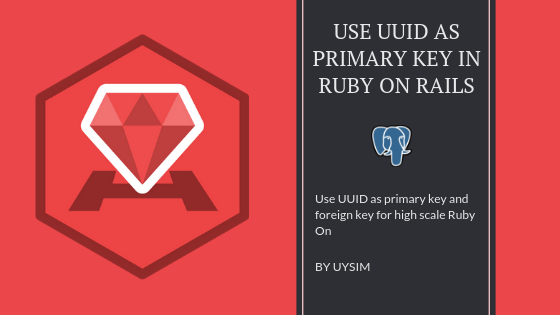 USE UUID AS
PRIMARY KEY IN
RUBY ON RAILS
Use UUID as primary key and
foreign key for high scale Ruby
On
BY UYSIM